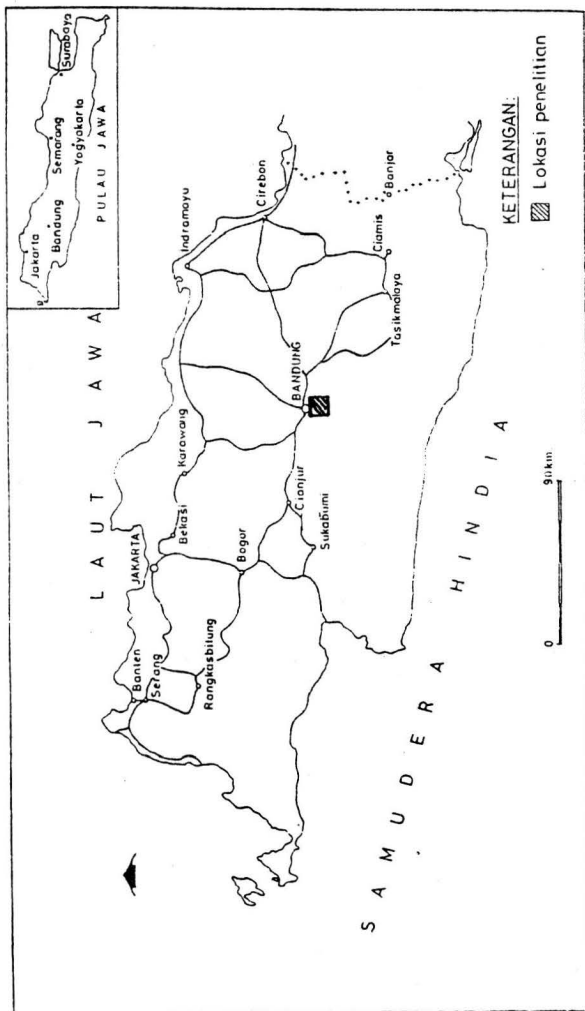 LAUT JAWA
Jakarta
Bandung
Semarang
Yogyakarta
Surabaya
PULAU JAWA
Banten
Serang
Rangkasbitung
JAKARTA
Bekasi
Karawang
Bogor
Cianjur
Sukabumi
BANDUNG
Indramayu
Cirebon
Tasikmalaya
Ciamis
Banjar
SAMUDERA HINDIA
0 90km
KETERANGAN:
Lokasi penelitian